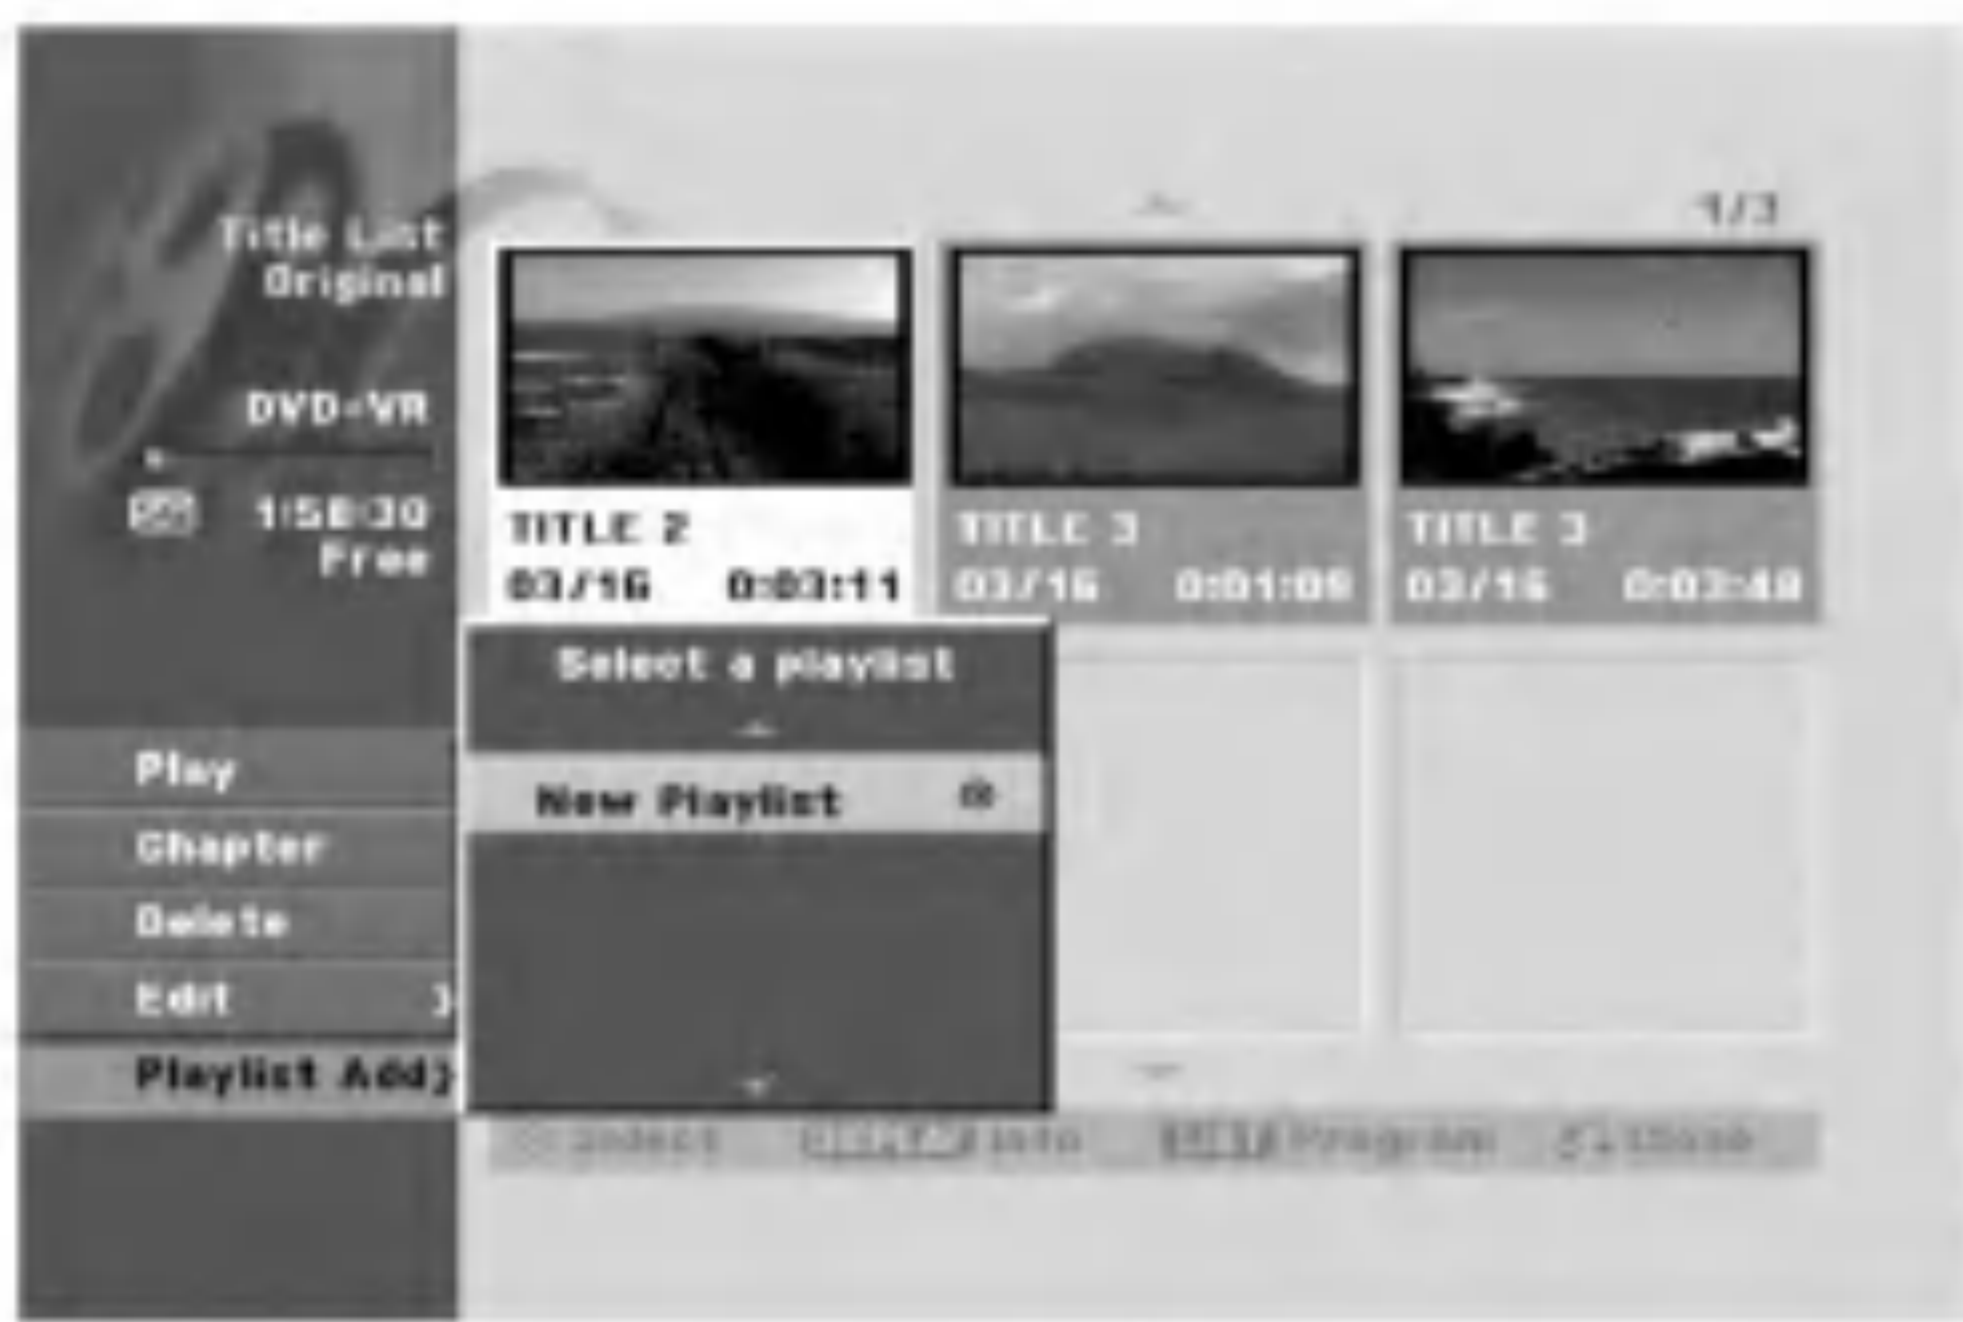 Title List
Original
DVD-VR
1:58:30
Free
1/3
TITLE 2
03/16 0:03:11
TITLE 3
03/16 0:01:09
TITLE 3
03/16 0:03:48
Select a playlist
New Playlist
Play
Chapter
Delete
Edit
Playlist Add
Info
Program
Close